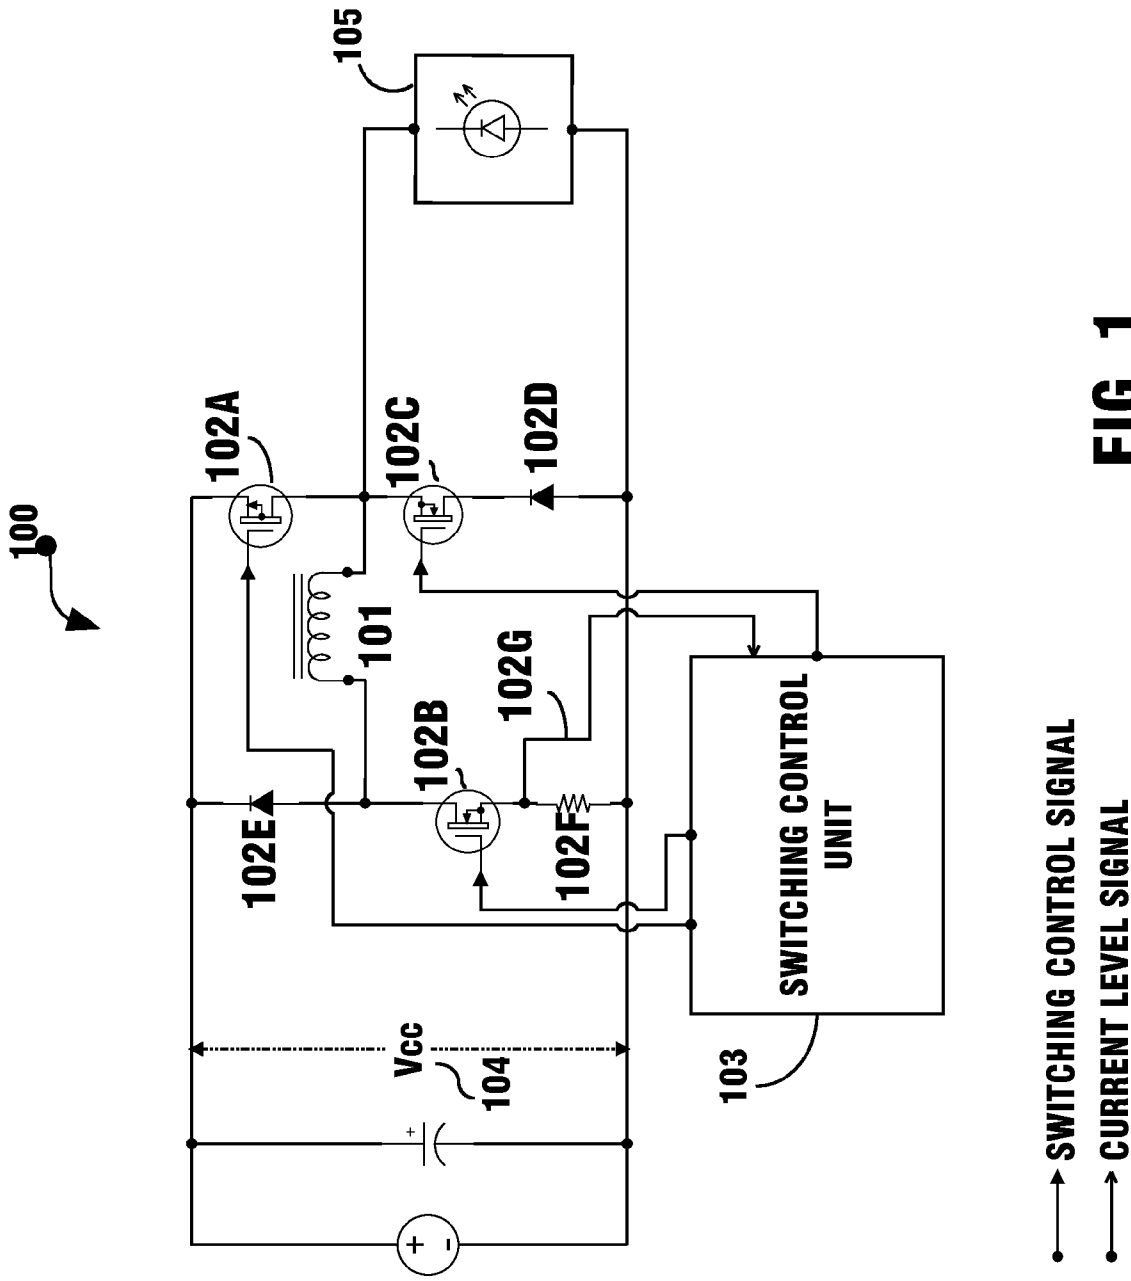 100
105
102A
102C
102D
101
102E
102B
102G
102F
+
Vcc
104
+
-
SWITCHING CONTROL
UNIT
103
SWITCHING CONTROL SIGNAL
CURRENT LEVEL SIGNAL
FIG. 1